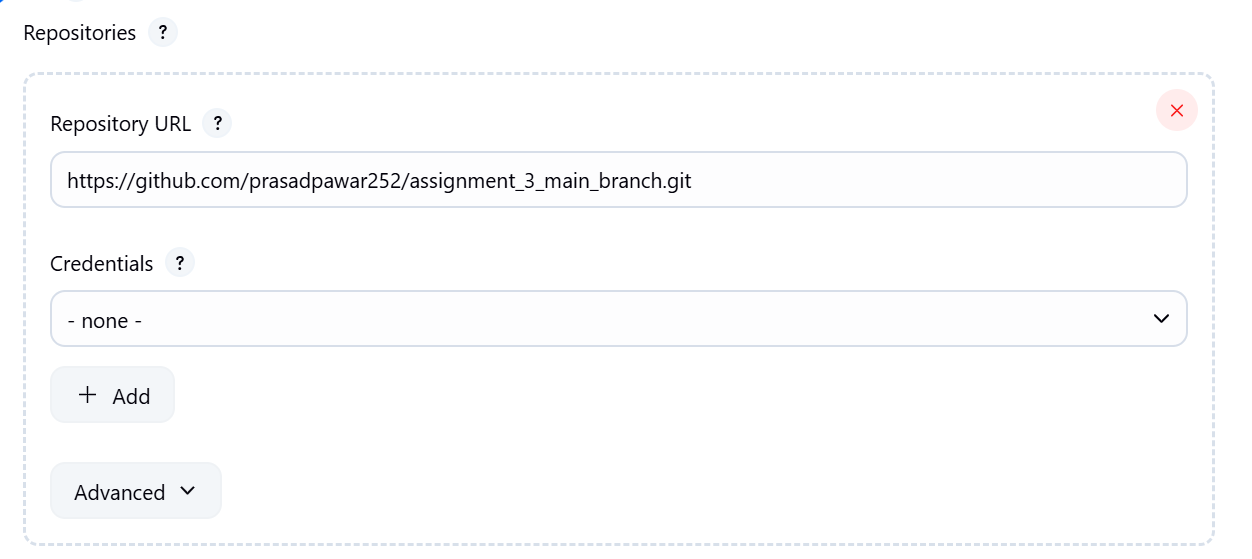 Repositories ?
Repository URL ?
https://github.com/prasadpawar252/assignment_3_main_branch.git
Credentials ?
- none -
+ Add
Advanced